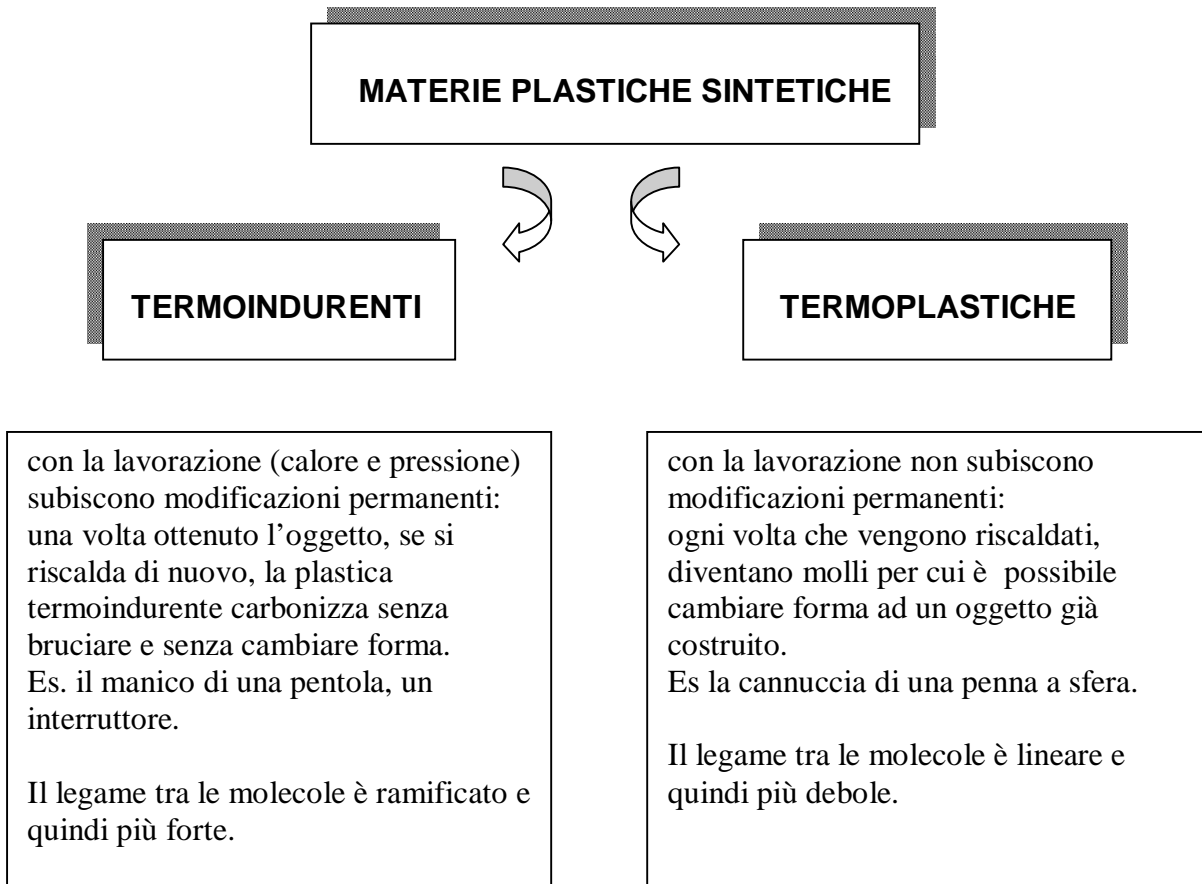 MATERIE PLASTICHE SINTETICHE
TERMOINDURENTI
TERMOPLASTICHE
con la lavorazione (calore e pressione)
subiscono modificazioni permanenti:
una volta ottenuto l’oggetto, se si
riscalda di nuovo, la plastica
termoindurente carbonizza senza
bruciare e senza cambiare forma.
Es. il manico di una pentola, un
interruttore.
Il legame tra le molecole è ramificato e
quindi più forte.
con la lavorazione non subiscono
modificazioni permanenti:
ogni volta che vengono riscaldati,
diventano molli per cui è  possibile
cambiare forma ad un oggetto già
costruito.
Es la cannuccia di una penna a sfera.
Il legame tra le molecole è lineare e
quindi più debole.